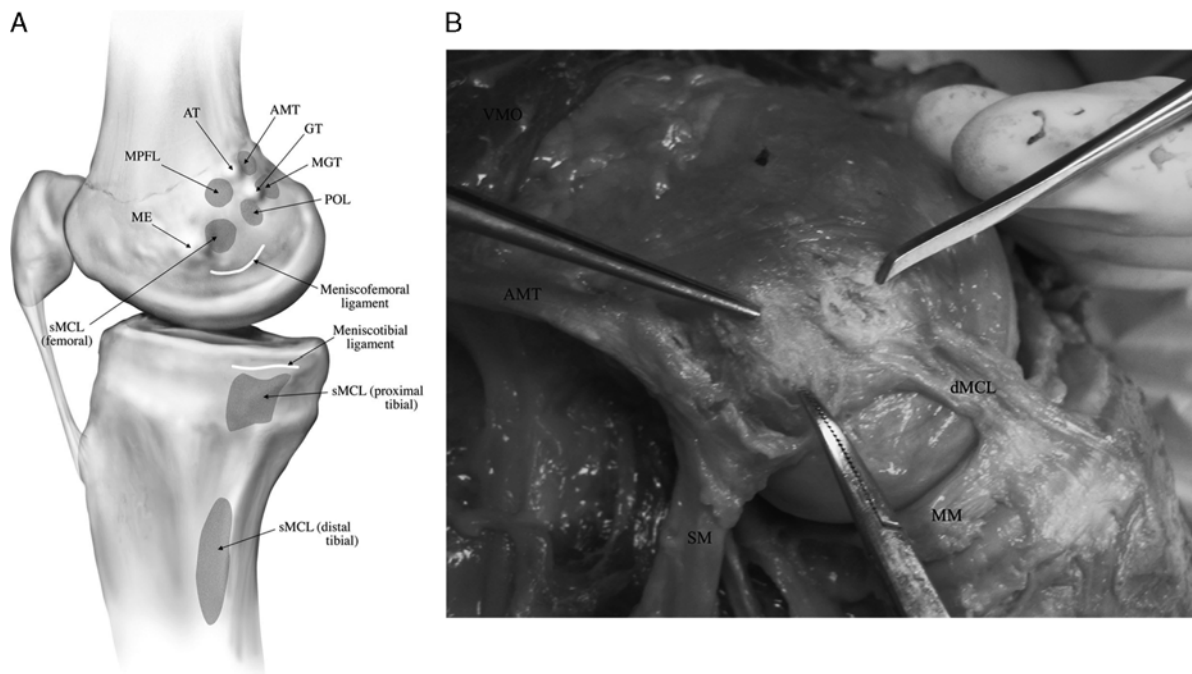 A
B
AT
AMT
GT
MPFL
MGT
POL
ME
Meniscofemoral
ligament
sMCL
(femoral)
Meniscotibial
ligament
sMCL (proximal
tibial)
sMCL (distal
tibial)
VMO
AMT
dMCL
MM
SM